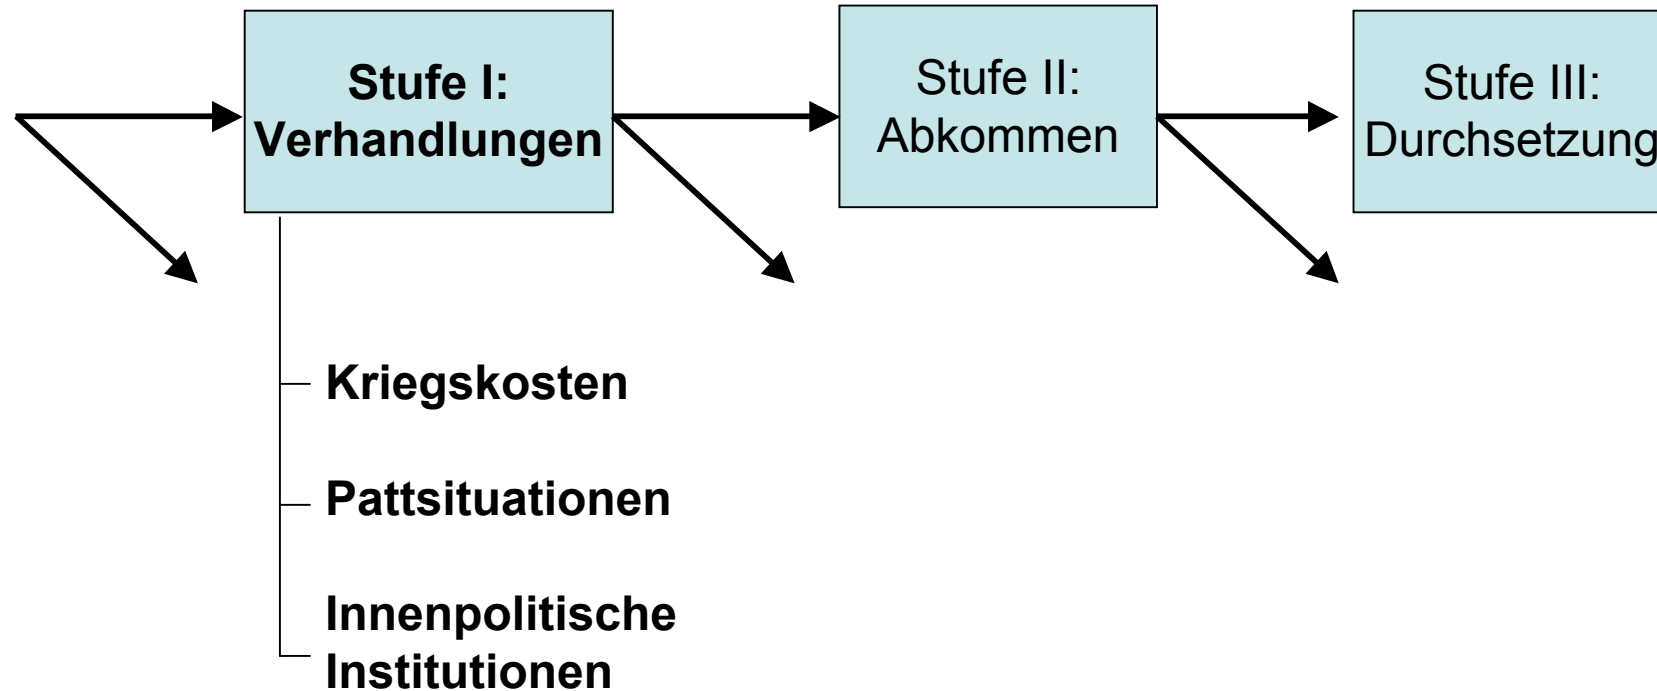 Stufe I:
Verhandlungen
Stufe II:
Abkommen
Stufe III:
Durchsetzung
Kriegskosten
Pattsituationen
Innenpolitische
Institutionen